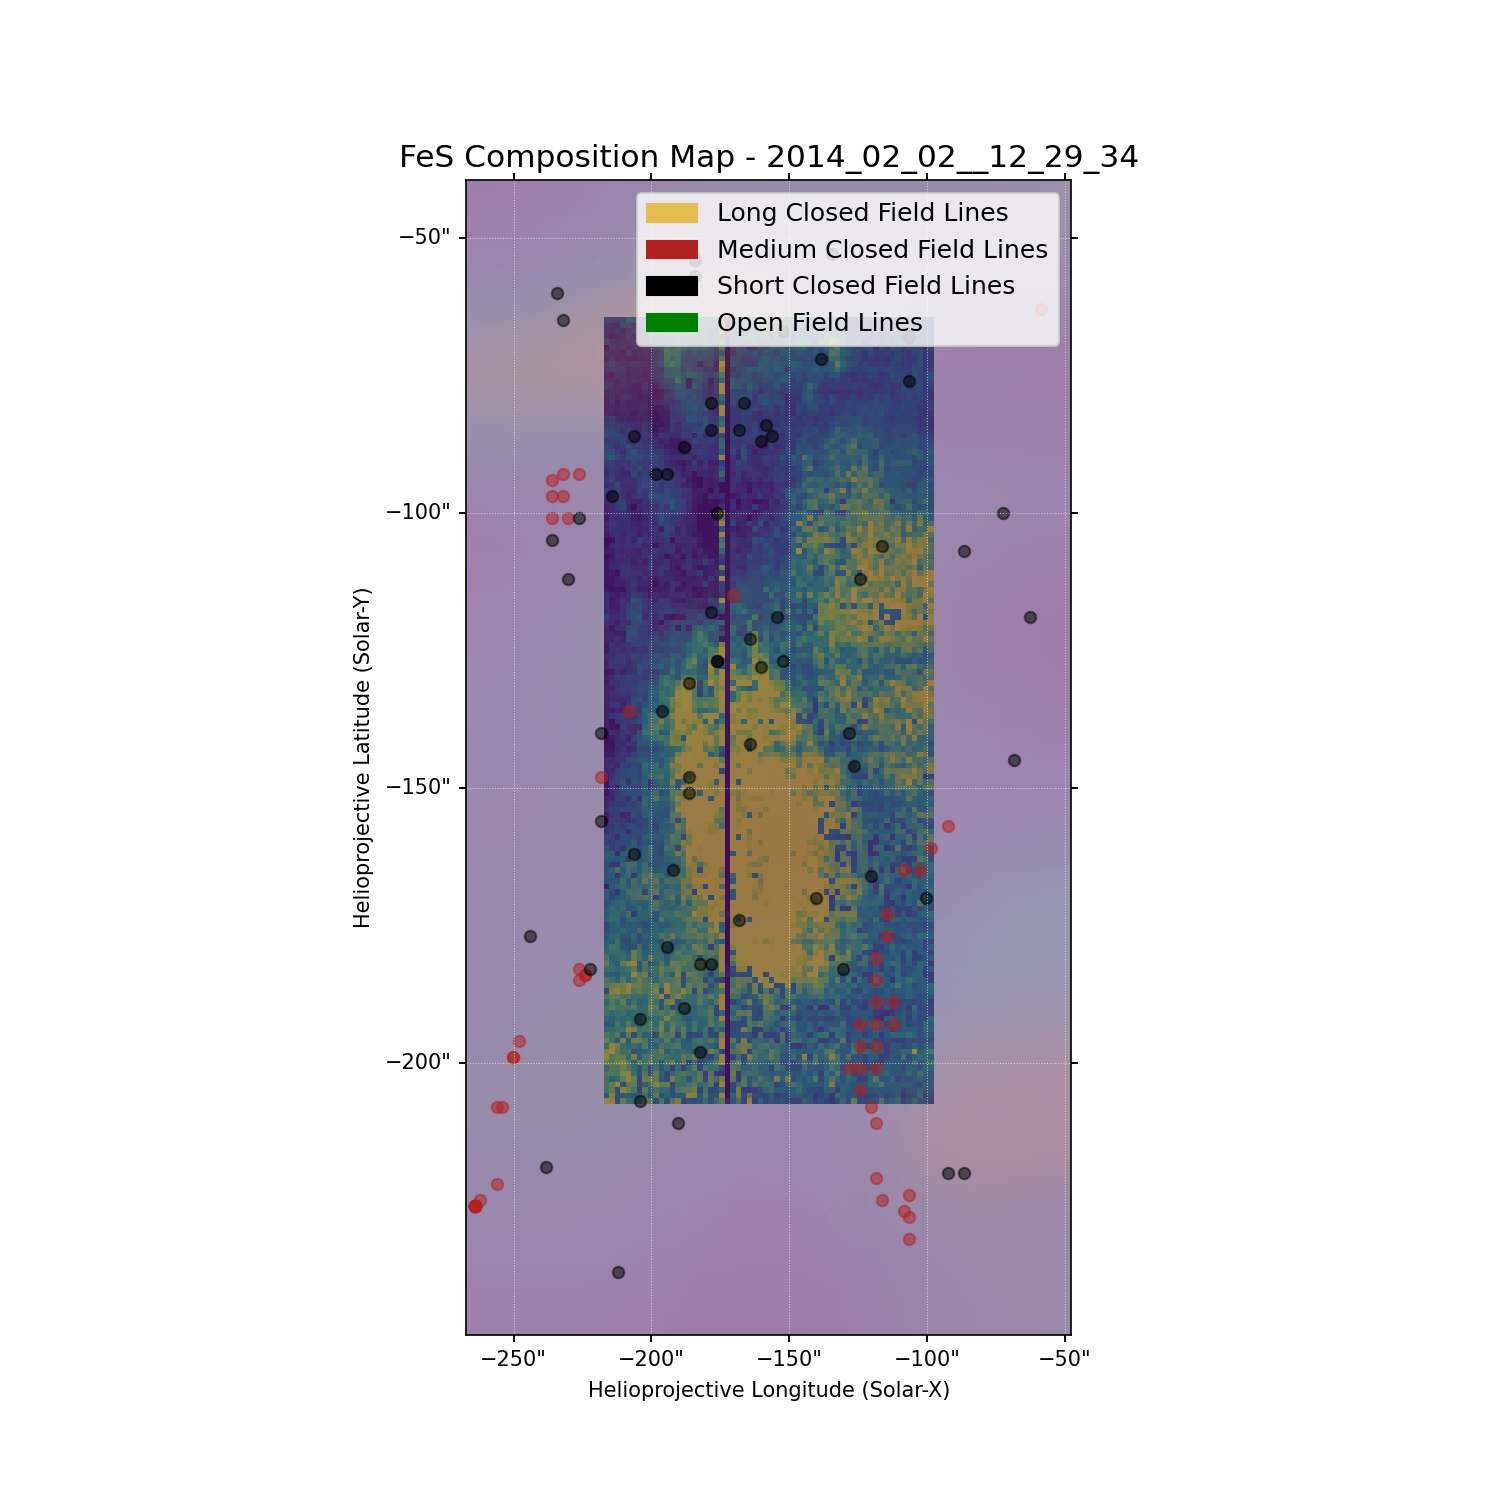 FeS Composition Map - 2014_02_02__12_29_34
Long Closed Field Lines
Medium Closed Field Lines
Short Closed Field Lines
Open Field Lines
−50"
−100"
−150"
−200"
Helioprojective Latitude (Solar-Y)
−250" −200" −150" −100" −50"
Helioprojective Longitude (Solar-X)